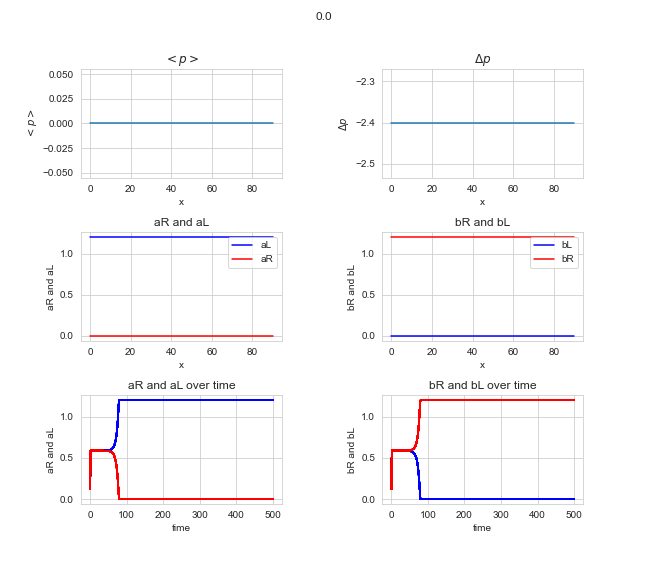 0.0
< p >
Δp
0.050
0.025
0.000
−0.025
−0.050
< p >
0 20 40 60 80
x
−2.3
−2.4
−2.5
Δp
0 20 40 60 80
x
aR and aL
bR and bL
1.0
0.5
0.0
aR and aL
aL
aR
0 20 40 60 80
x
1.0
0.5
0.0
bR and bL
bL
bR
0 20 40 60 80
x
aR and aL over time
bR and bL over time
1.0
0.5
0.0
aR and aL
0 100 200 300 400 500
time
1.0
0.5
0.0
bR and bL
0 100 200 300 400 500
time